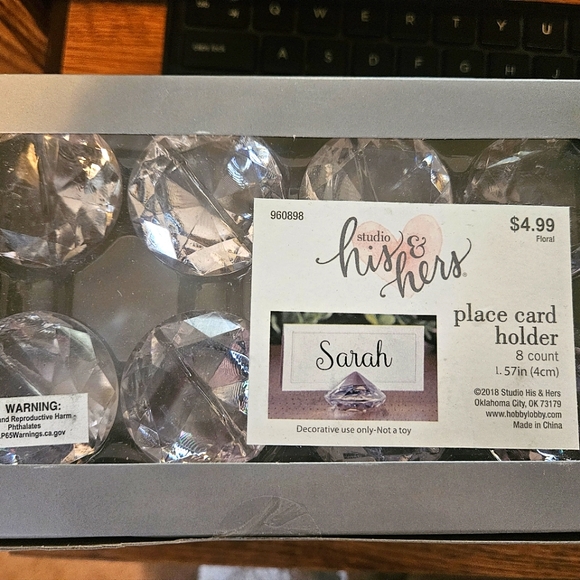 Q W E R T Y U
A S D F G H J
960898
$4.99
Floral
studio
his &
hers
place card
holder
8 count
1.57in (4cm)
Sarah
©2018 Studio His & Hers
Oklahoma City, OK 73179
www.hobbylobby.com
Made in China
Decorative use only-Not a toy
WARNING:
and Reproductive Harm-
Phthalates
P65Warnings.ca.gov